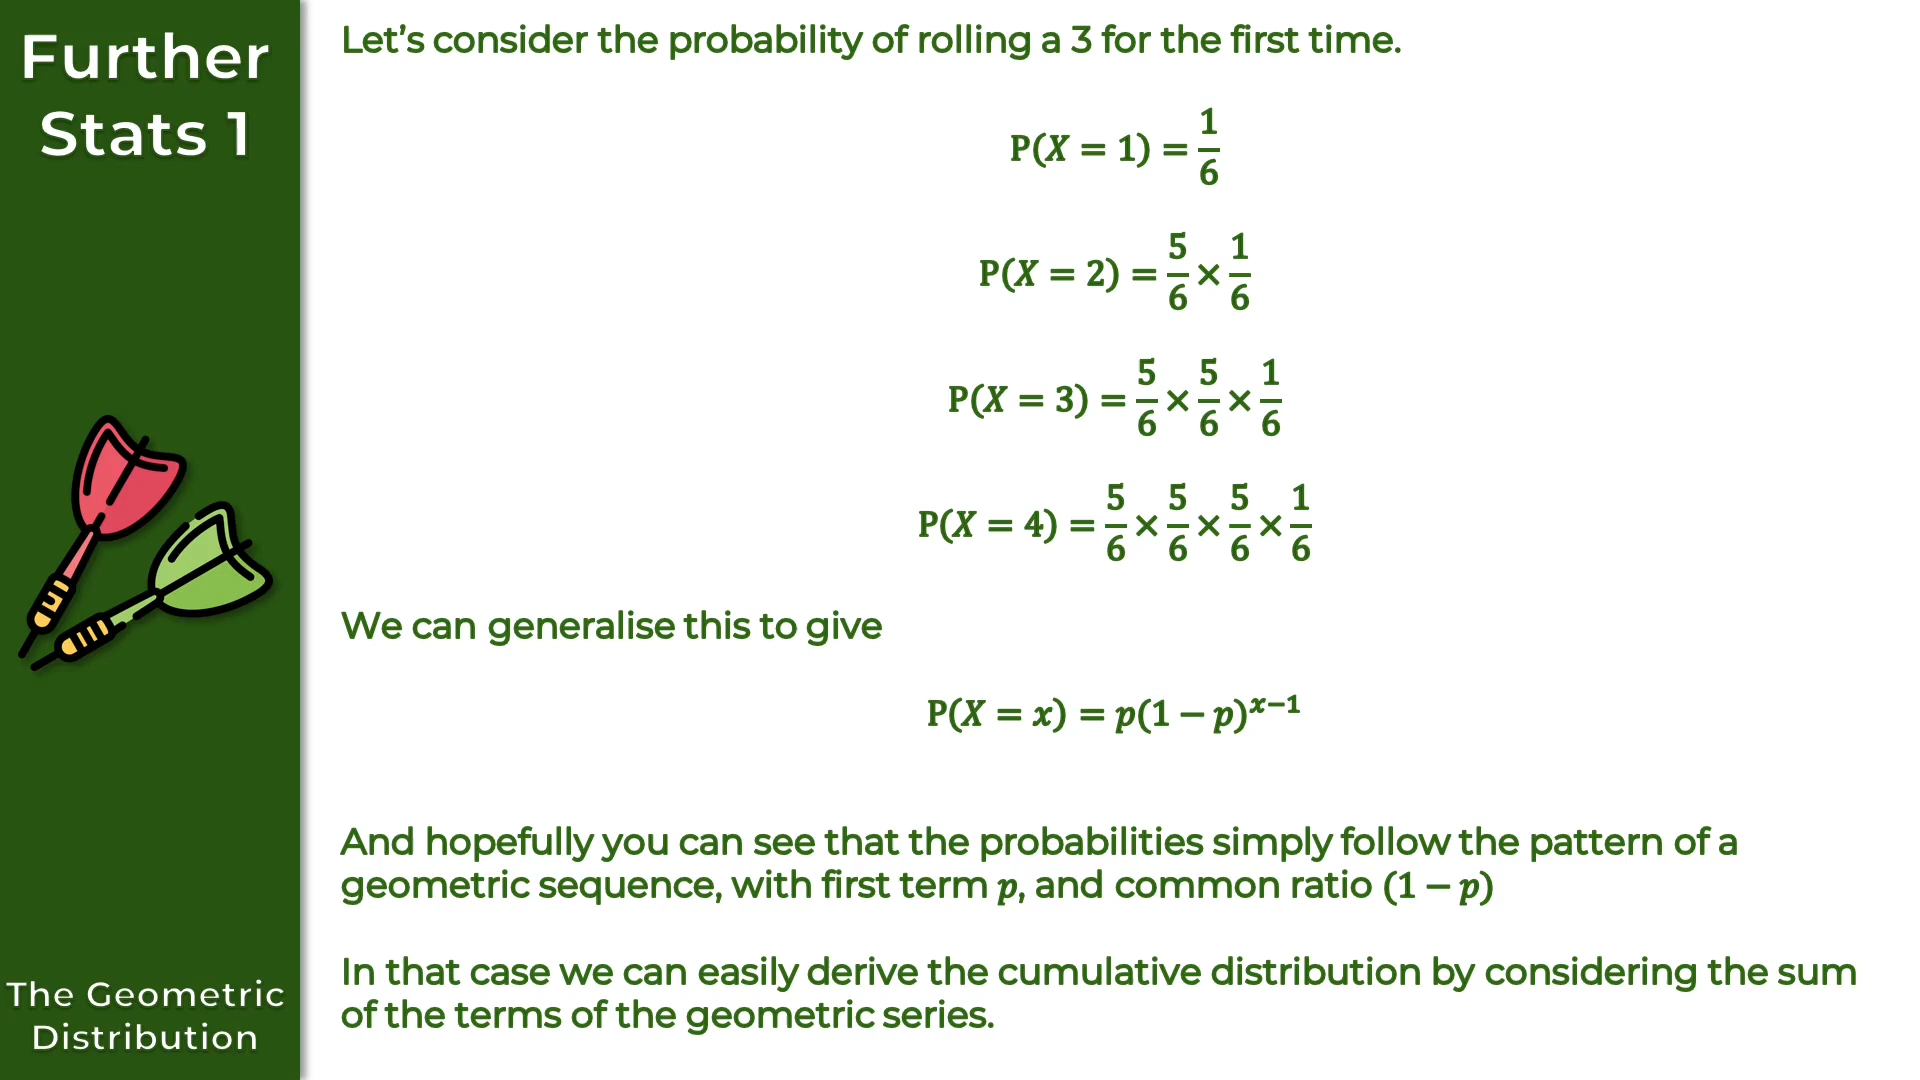 Further
Stats 1
Let’s consider the probability of rolling a 3 for the first time.
P(X = 1) = 1/6
P(X = 2) = 5/6 × 1/6
P(X = 3) = 5/6 × 5/6 × 1/6
P(X = 4) = 5/6 × 5/6 × 5/6 × 1/6
We can generalise this to give
P(X = x) = p(1 − p)^(x−1)
And hopefully you can see that the probabilities simply follow the pattern of a
geometric sequence, with first term p, and common ratio (1 − p)
In that case we can easily derive the cumulative distribution by considering the sum
of the terms of the geometric series.
The Geometric
Distribution